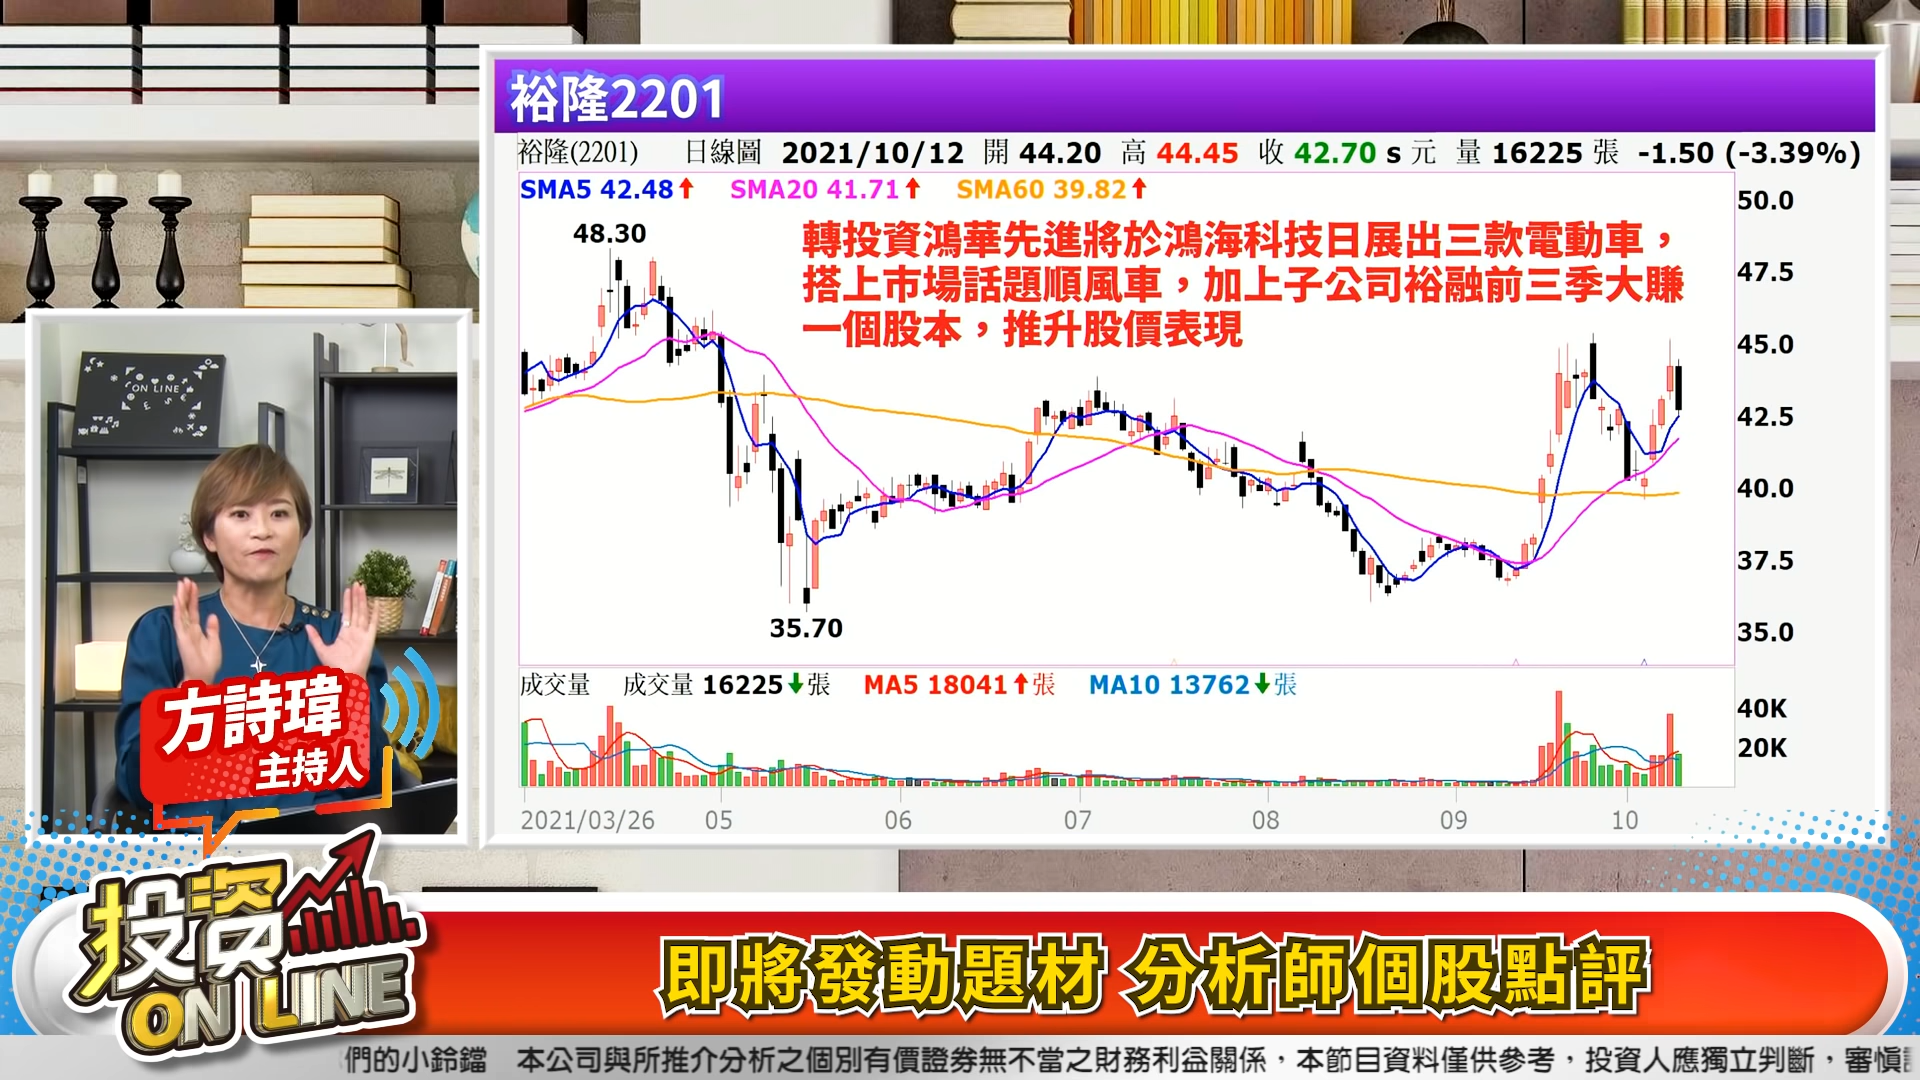 裕隆2201
裕隆(2201) 日線圖 2021/10/12 開 44.20 高 44.45 收 42.70 s 元 量 16225 張 -1.50 (-3.39%)
SMA5 42.48↑ SMA20 41.71↑ SMA60 39.82↑
轉投資鴻華先進將於鴻海科技日展出三款電動車，
搭上市場話題順風車，加上子公司裕融前三季大賺
一個股本，推升股價表現
48.30
35.70
50.0
47.5
45.0
42.5
40.0
37.5
35.0
成交量 成交量 16225↓張 MA5 18041↑張 MA10 13762↓張
40K
20K
2021/03/26 05 06 07 08 09 10
ON LINE
方詩瑋
主持人
投資
ON LINE
即將發動題材 分析師個股點評
們的小鈴鐺 本公司與所推介分析之個別有價證券無不當之財務利益關係，本節目資料僅供參考，投資人應獨立判斷，審慎